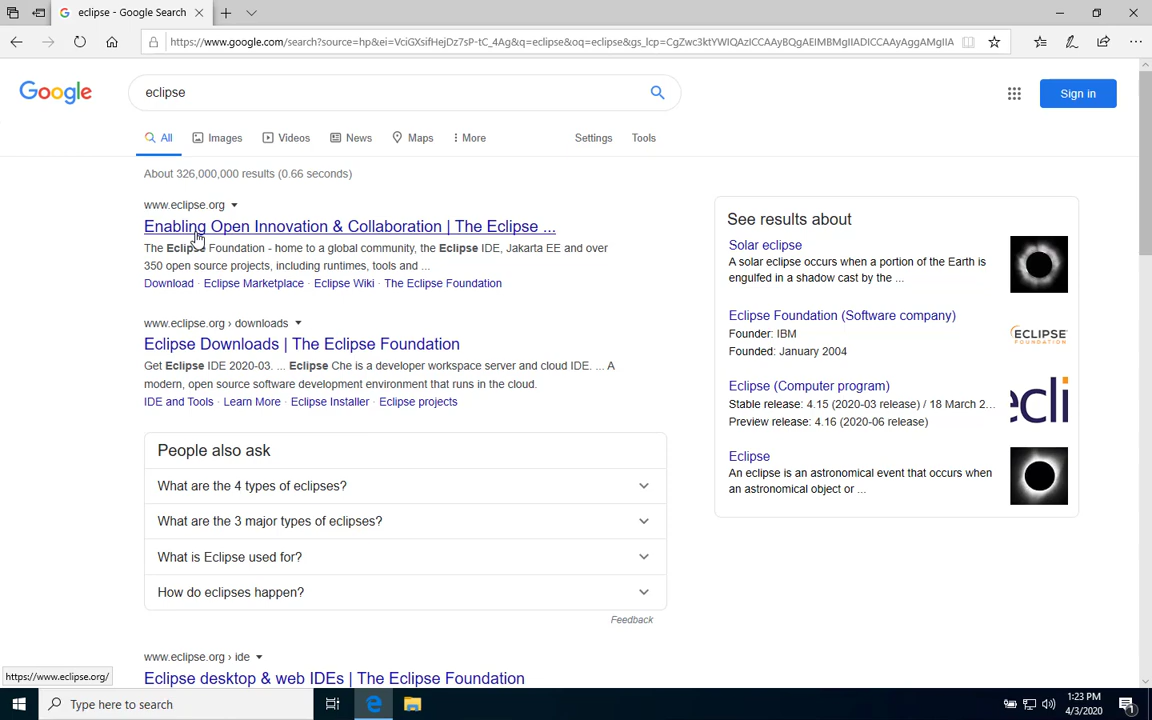 eclipse - Google Search
https://www.google.com/search?source=hp&ei=VciGXsifHejDz7sP-tC_4Ag&q=eclipse&oq=eclipse&gs_lcp=CgZwc3ktYWIQAzICCAAyBQgAEIMBMgIIADICCAAyAggAMgIIA
Google
eclipse
Sign in
All Images Videos News Maps More Settings Tools
About 326,000,000 results (0.66 seconds)
www.eclipse.org
Enabling Open Innovation & Collaboration | The Eclipse ...
The Eclipse Foundation - home to a global community, the Eclipse IDE, Jakarta EE and over
350 open source projects, including runtimes, tools and ...
Download · Eclipse Marketplace · Eclipse Wiki · The Eclipse Foundation
www.eclipse.org › downloads
Eclipse Downloads | The Eclipse Foundation
Get Eclipse IDE 2020-03. ... Eclipse Che is a developer workspace server and cloud IDE. ... A
modern, open source software development environment that runs in the cloud.
IDE and Tools · Learn More · Eclipse Installer · Eclipse projects
People also ask
What are the 4 types of eclipses?
What are the 3 major types of eclipses?
What is Eclipse used for?
How do eclipses happen?
Feedback
www.eclipse.org › ide
Eclipse desktop & web IDEs | The Eclipse Foundation
See results about
Solar eclipse
A solar eclipse occurs when a portion of the Earth is
engulfed in a shadow cast by the ...
Eclipse Foundation (Software company)
Founder: IBM
Founded: January 2004
ECLIPSE
FOUNDATION
Eclipse (Computer program)
Stable release: 4.15 (2020-03 release) / 18 March 2...
Preview release: 4.16 (2020-06 release)
ecli
Eclipse
An eclipse is an astronomical event that occurs when
an astronomical object or ...
https://www.eclipse.org/
Type here to search
1:23 PM
4/3/2020
1